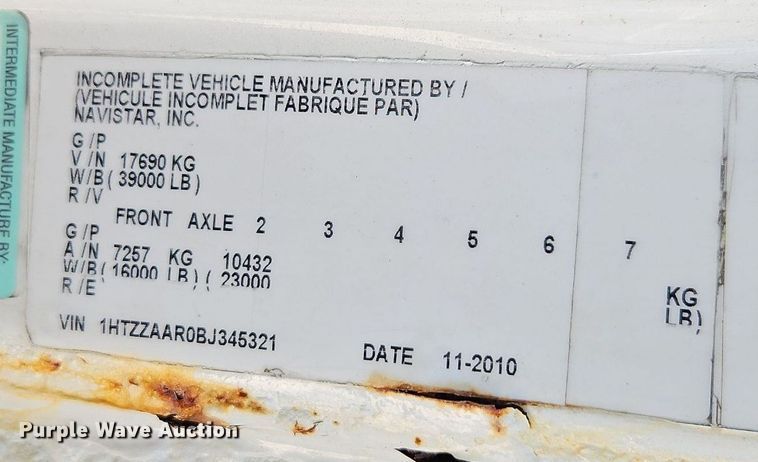 INTERMEDIATE MANUFACTURE BY:
INCOMPLETE VEHICLE MANUFACTURED BY /
(VEHICULE INCOMPLET FABRIQUE PAR)
NAVISTAR, INC.
G /P
V /N 17690 KG
W/B( 39000 LB)
R /V
FRONT AXLE 2 3 4 5 6 7
G /P
A /N 7257 KG 10432 KG
W/B(16000 LB)( 23000 LB)
R /E
VIN 1HTZZAAR0BJ345321
DATE 11-2010
Purple Wave Auction